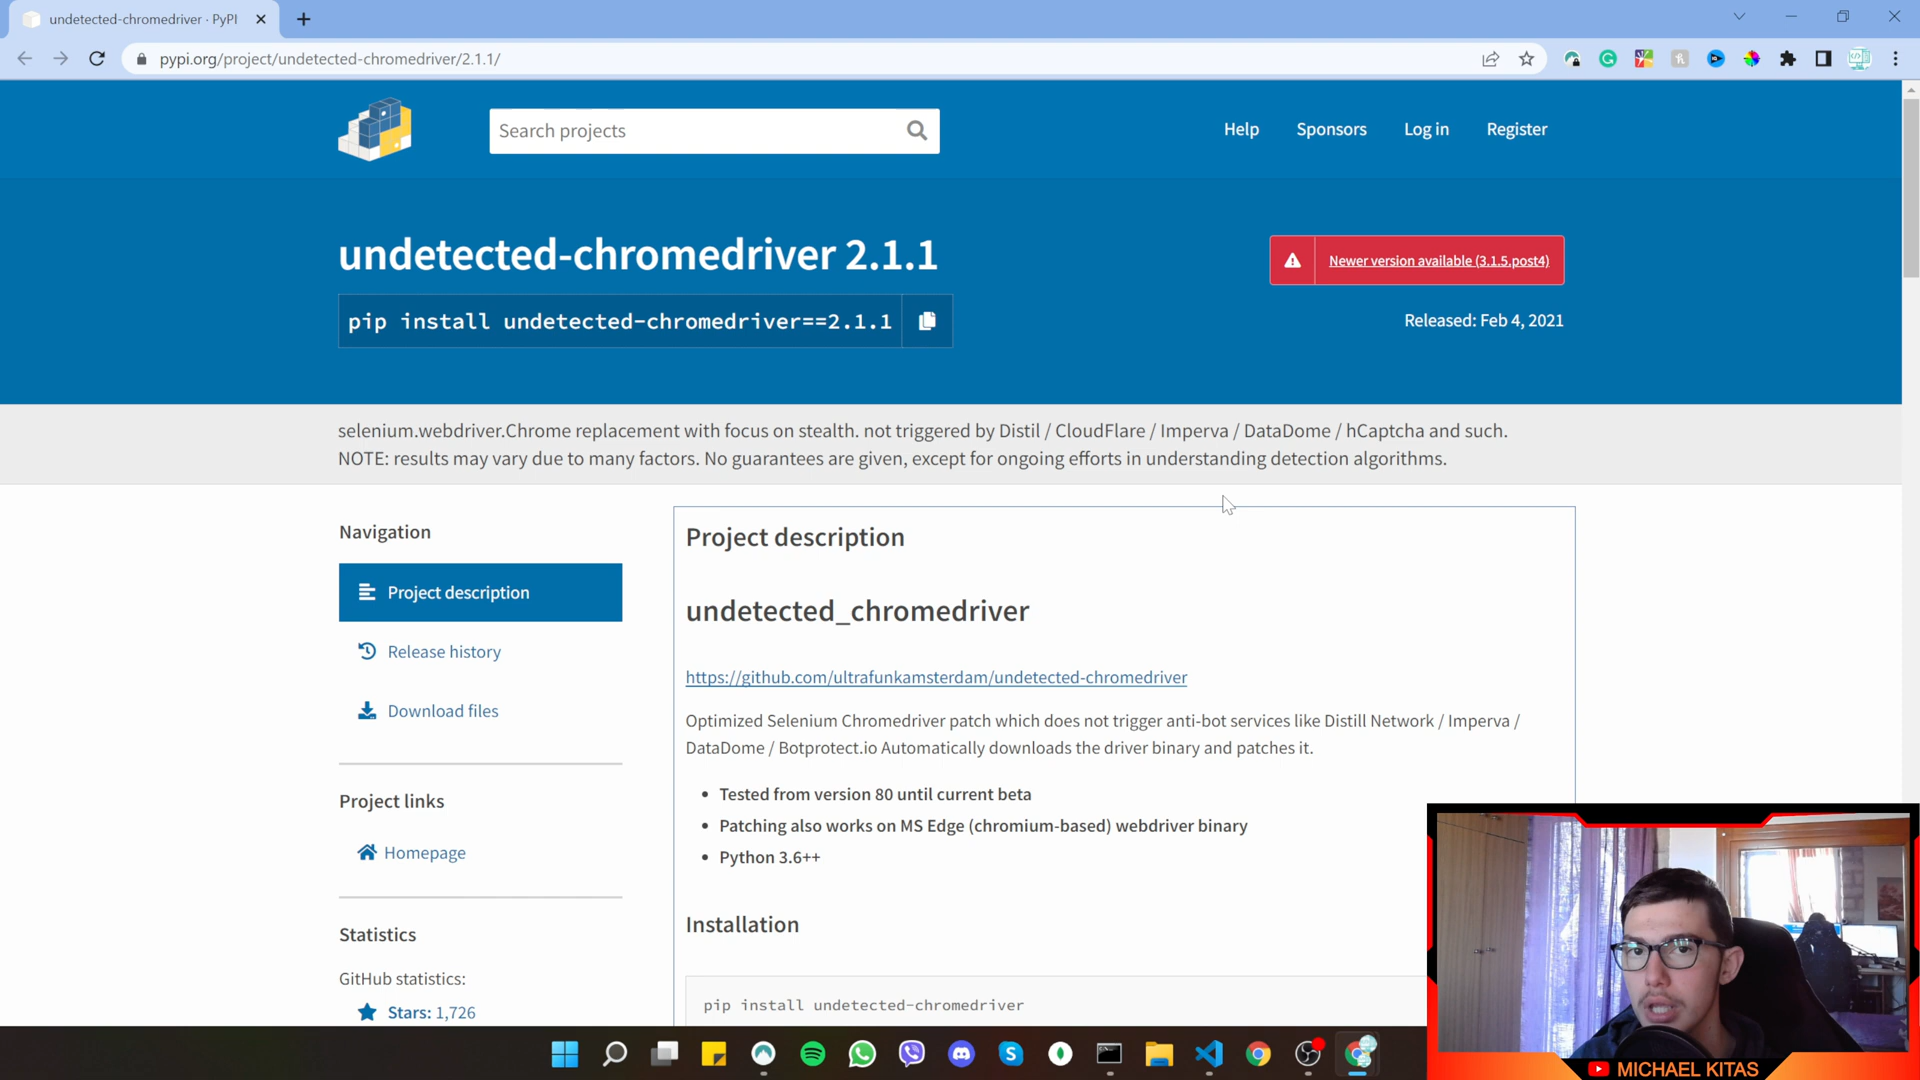 undetected-chromedriver · PyPI
pypi.org/project/undetected-chromedriver/2.1.1/
Search projects
Help
Sponsors
Log in
Register
undetected-chromedriver 2.1.1
pip install undetected-chromedriver==2.1.1
Newer version available (3.1.5.post4)
Released: Feb 4, 2021
selenium.webdriver.Chrome replacement with focus on stealth. not triggered by Distil / CloudFlare / Imperva / DataDome / hCaptcha and such.
NOTE: results may vary due to many factors. No guarantees are given, except for ongoing efforts in understanding detection algorithms.
Navigation
Project description
Release history
Download files
Project links
Homepage
Statistics
GitHub statistics:
Stars: 1,726
Project description
undetected_chromedriver
https://github.com/ultrafunkamsterdam/undetected-chromedriver
Optimized Selenium Chromedriver patch which does not trigger anti-bot services like Distill Network / Imperva /
DataDome / Botprotect.io Automatically downloads the driver binary and patches it.
• Tested from version 80 until current beta
• Patching also works on MS Edge (chromium-based) webdriver binary
• Python 3.6++
Installation
pip install undetected-chromedriver
MICHAEL KITAS